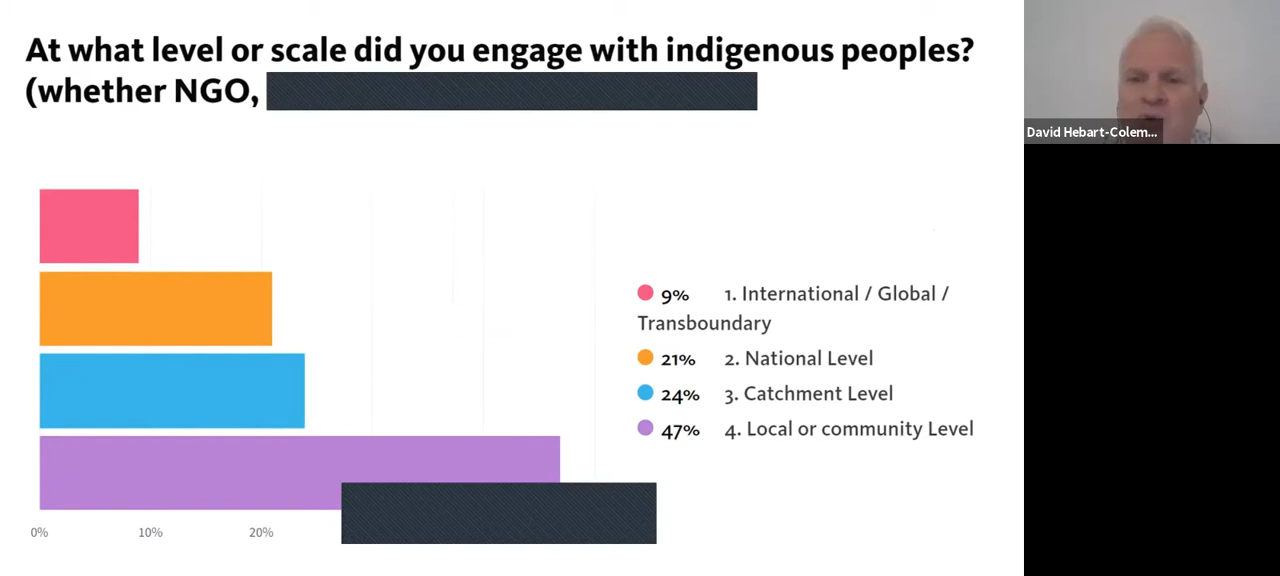 At what level or scale did you engage with indigenous peoples?
(whether NGO,
David Hebart-Colem...
9% 1. International / Global /
Transboundary
21% 2. National Level
24% 3. Catchment Level
47% 4. Local or community Level
0% 10% 20%